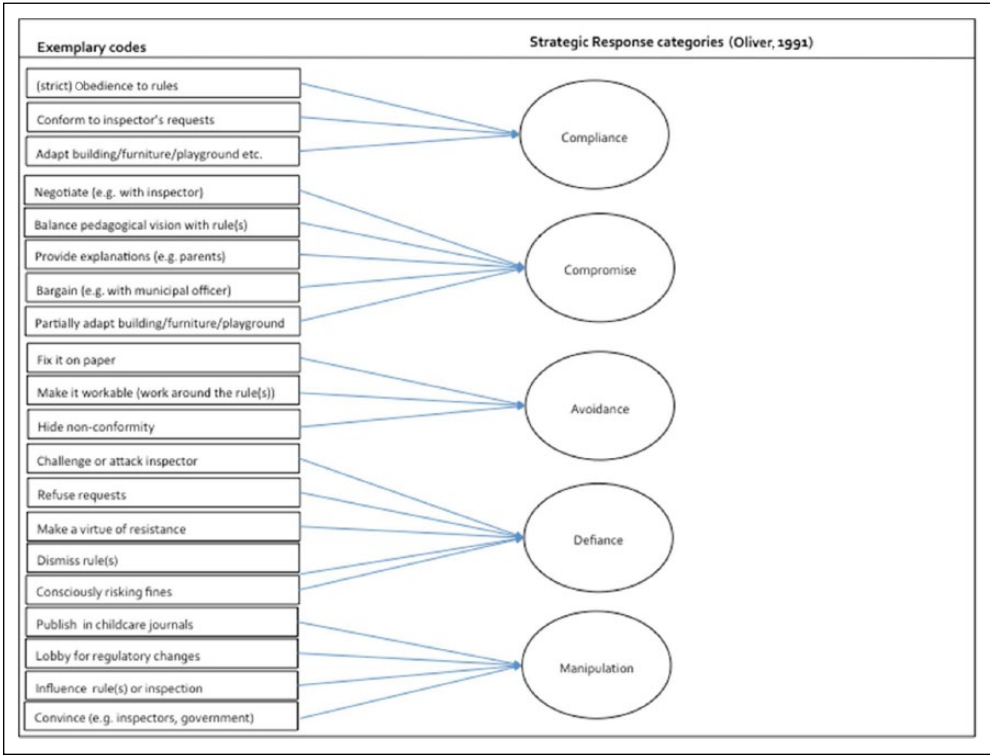 Exemplary codes
Strategic Response categories (Oliver, 1991)
(strict) Obedience to rules
Conform to inspector's requests
Adapt building/furniture/playground etc.
Compliance
Negotiate (e.g. with inspector)
Balance pedagogical vision with rule(s)
Provide explanations (e.g. parents)
Bargain (e.g. with municipal officer)
Partially adapt building/furniture/playground
Compromise
Fix it on paper
Make it workable (work around the rule(s))
Hide non-conformity
Avoidance
Challenge or attack inspector
Refuse requests
Make a virtue of resistance
Dismiss rule(s)
Consciously risking fines
Defiance
Publish in childcare journals
Lobby for regulatory changes
Influence rule(s) or inspection
Convince (e.g. inspectors, government)
Manipulation